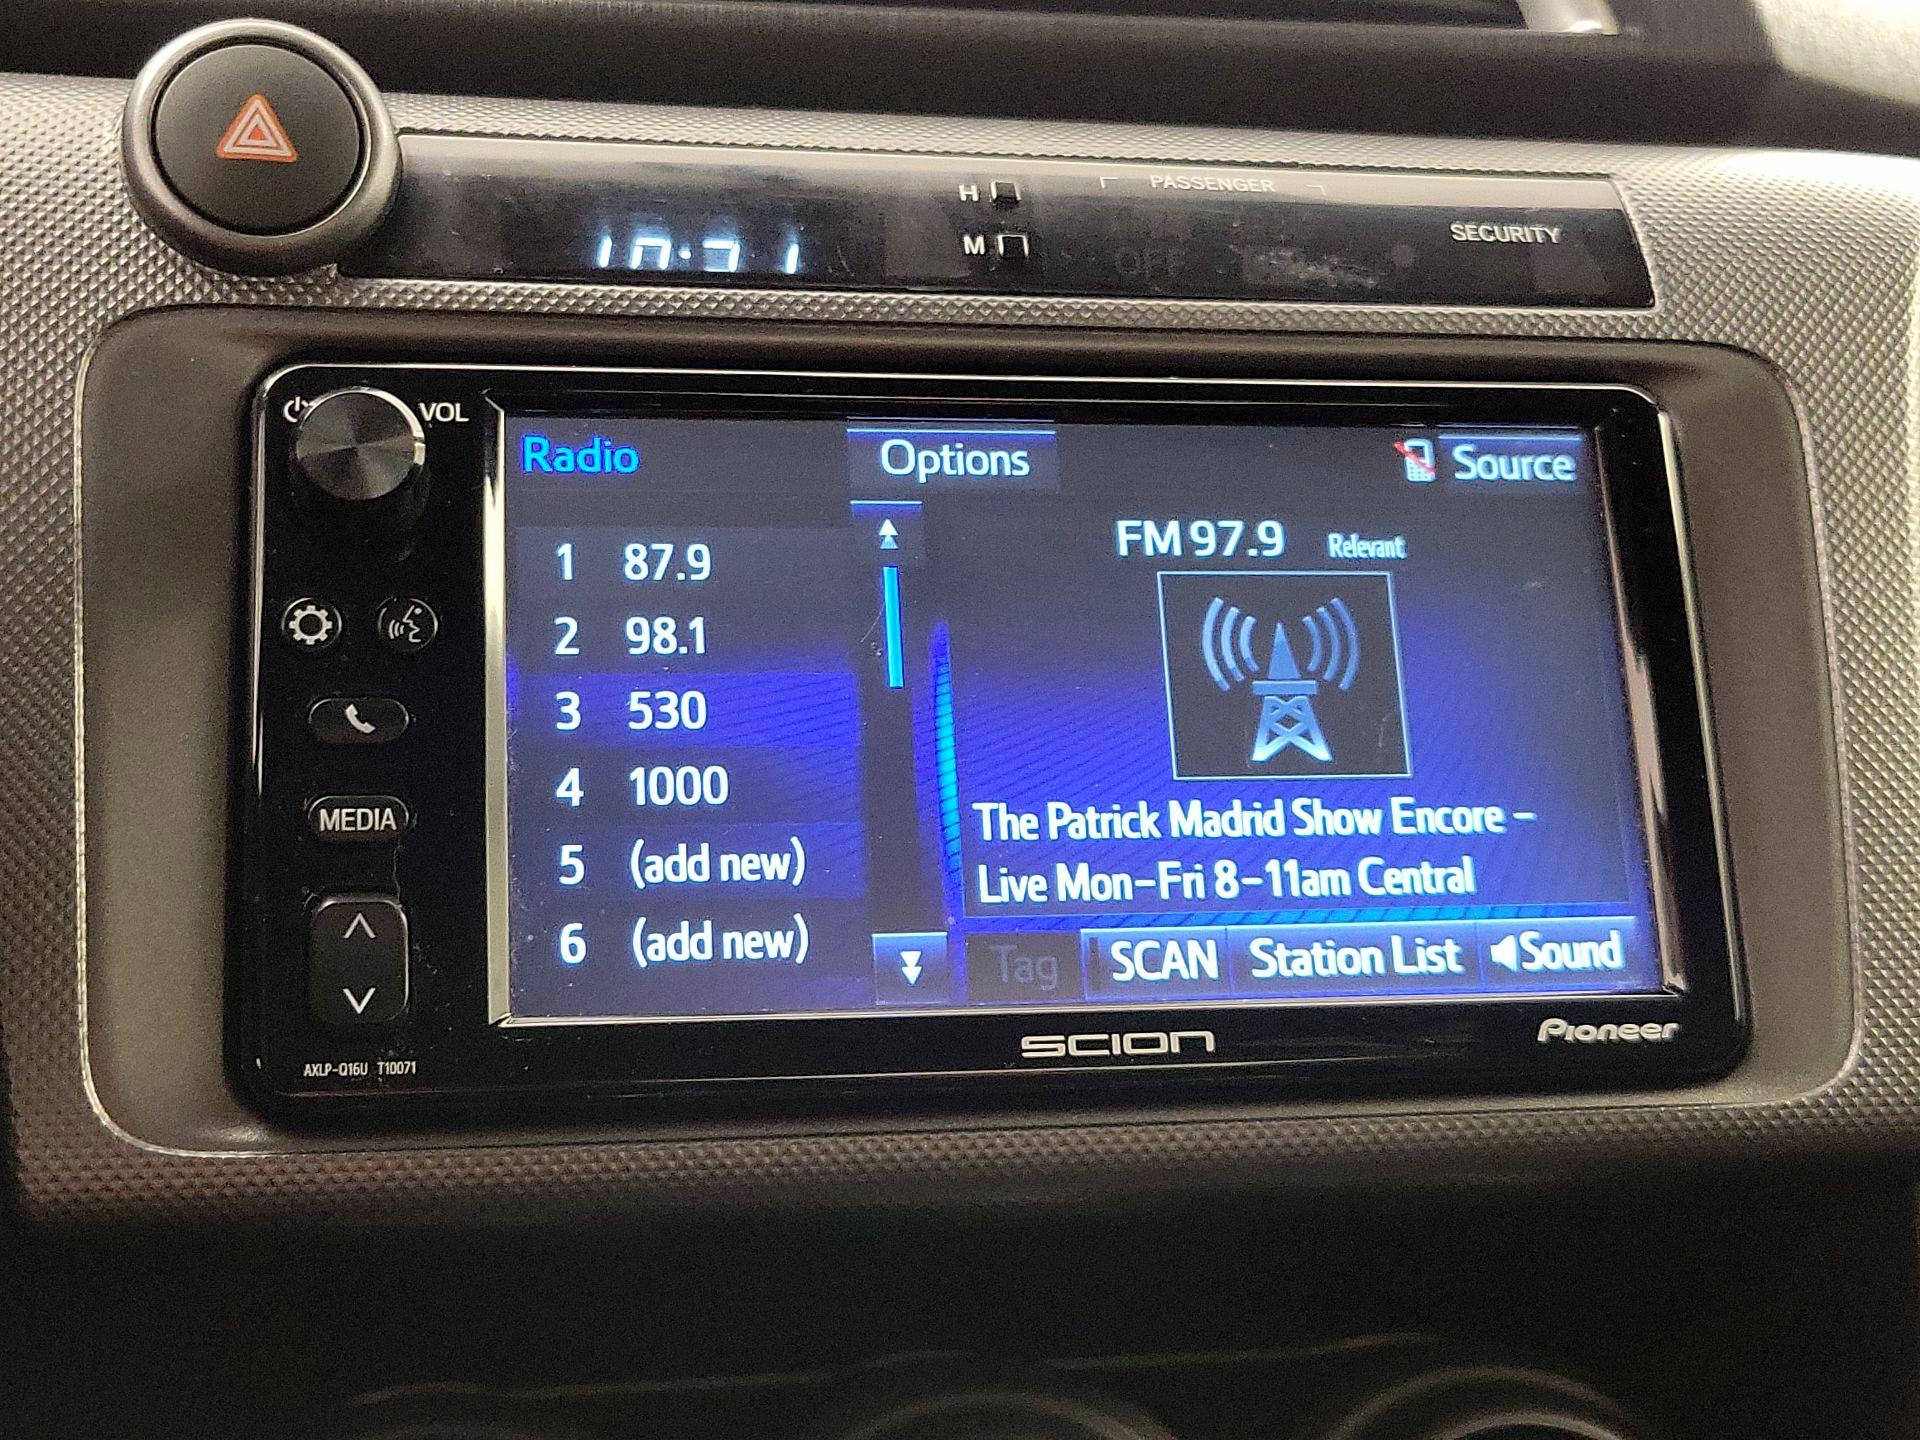 H
PASSENGER
SECURITY
M
OFF
VOL
Radio
Options
Source
FM 97.9
Relevant
1 87.9
2 98.1
3 530
4 1000
5 (add new)
6 (add new)
MEDIA
The Patrick Madrid Show Encore -
Live Mon-Fri 8-11am Central
Tag
SCAN
Station List
Sound
SCION
Pioneer
AXLP-Q16U T10071